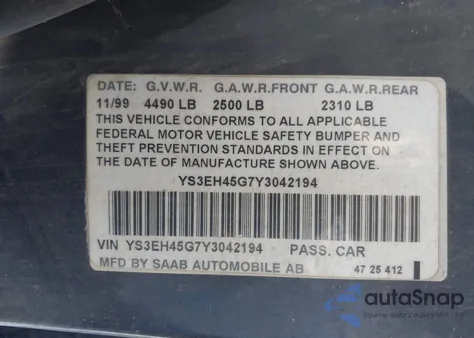 DATE: G.V.W.R. G.A.W.R.FRONT G.A.W.R.REAR
11/99 4490 LB 2500 LB 2310 LB
THIS VEHICLE CONFORMS TO ALL APPLICABLE
FEDERAL MOTOR VEHICLE SAFETY BUMPER AND
THEFT PREVENTION STANDARDS IN EFFECT ON
THE DATE OF MANUFACTURE SHOWN ABOVE.
YS3EH45G7Y3042194
VIN YS3EH45G7Y3042194 PASS. CAR
MFD BY SAAB AUTOMOBILE AB 47 25 412
autoSnap